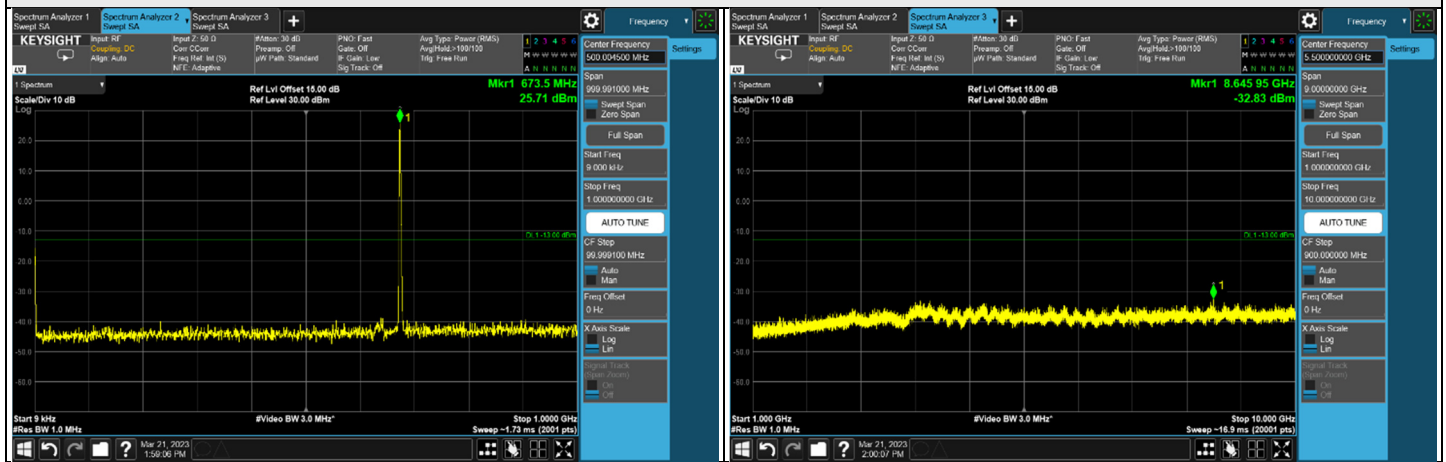 Spectrum Analyzer 1
Swept SA
Spectrum Analyzer 2
Swept SA
Spectrum Analyzer 3
Swept SA
Frequency
KEYSIGHT
Input: RF
Coupling: DC
Align: Auto
Input Z: 50 Ω
Corr CCorr
Freq Ref: Int (S)
NFE: Adaptive
#Atten: 30 dB
Preamp: Off
µW Path: Standard
PNO: Fast
Gate: Off
IF Gain: Low
Sig Track: Off
Avg Type: Power (RMS)
Avg|Hold:>100/100
Trig: Free Run
1 2 3 4 5 6
M W W W W W
A N N N N N
1 Spectrum
Scale/Div 10 dB
Log
Ref Lvl Offset 15.00 dB
Ref Level 30.00 dBm
Mkr1 673.5 MHz
25.71 dBm
1
20.0
10.0
0.00
-10.0
-20.0
-30.0
-40.0
-50.0
-60.0
DL1 -13.00 dBm
Start 9 kHz
#Res BW 1.0 MHz
#Video BW 3.0 MHz*
Stop 1.0000 GHz
Sweep ~1.73 ms (2001 pts)
Center Frequency
500.004500 MHz
Settings
Span
999.991000 MHz
Swept Span
Zero Span
Full Span
Start Freq
9.000 kHz
Stop Freq
1.000000000 GHz
AUTO TUNE
CF Step
99.999100 MHz
Auto
Man
Freq Offset
0 Hz
X Axis Scale
Log
Lin
Signal Track
(Span Zoom)
On
Off
Mar 21, 2023
1:59:06 PM
Spectrum Analyzer 1
Swept SA
Spectrum Analyzer 2
Swept SA
Spectrum Analyzer 3
Swept SA
Frequency
KEYSIGHT
Input: RF
Coupling: DC
Align: Auto
Input Z: 50 Ω
Corr CCorr
Freq Ref: Int (S)
NFE: Adaptive
#Atten: 30 dB
Preamp: Off
µW Path: Standard
PNO: Fast
Gate: Off
IF Gain: Low
Sig Track: Off
Avg Type: Power (RMS)
Avg|Hold:>100/100
Trig: Free Run
1 2 3 4 5 6
M W W W W W
A N N N N N
1 Spectrum
Scale/Div 10 dB
Log
Ref Lvl Offset 15.00 dB
Ref Level 30.00 dBm
Mkr1 8.645 95 GHz
-32.83 dBm
1
20.0
10.0
0.00
-10.0
-20.0
-30.0
-40.0
-50.0
-60.0
DL1 -13.00 dBm
Start 1.000 GHz
#Res BW 1.0 MHz
#Video BW 3.0 MHz*
Stop 10.000 GHz
Sweep ~16.9 ms (20001 pts)
Center Frequency
5.500000000 GHz
Settings
Span
9.00000000 GHz
Swept Span
Zero Span
Full Span
Start Freq
1.000000000 GHz
Stop Freq
10.000000000 GHz
AUTO TUNE
CF Step
900.000000 MHz
Auto
Man
Freq Offset
0 Hz
X Axis Scale
Log
Lin
Signal Track
(Span Zoom)
On
Off
Mar 21, 2023
2:00:07 PM